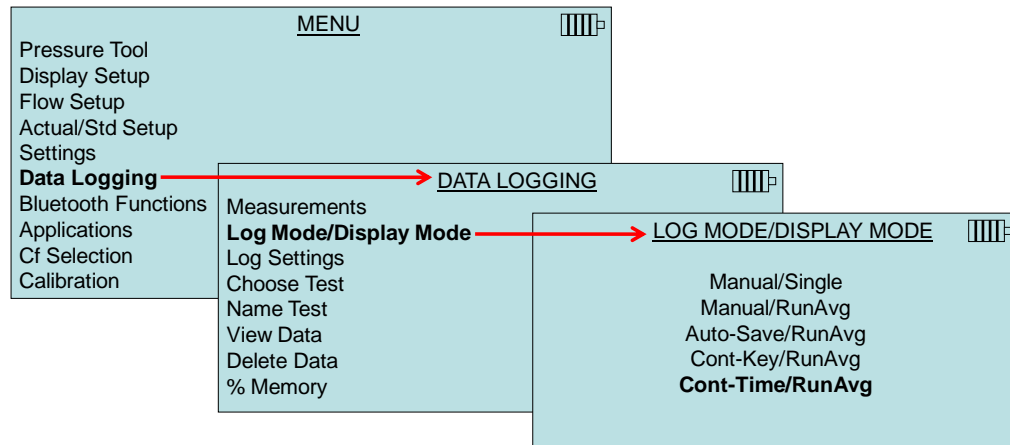 MENU
Pressure Tool
Display Setup
Flow Setup
Actual/Std Setup
Settings
Data Logging
Bluetooth Functions
Applications
Cf Selection
Calibration
DATA LOGGING
Measurements
Log Mode/Display Mode
Log Settings
Choose Test
Name Test
View Data
Delete Data
% Memory
LOG MODE/DISPLAY MODE
Manual/Single
Manual/RunAvg
Auto-Save/RunAvg
Cont-Key/RunAvg
Cont-Time/RunAvg